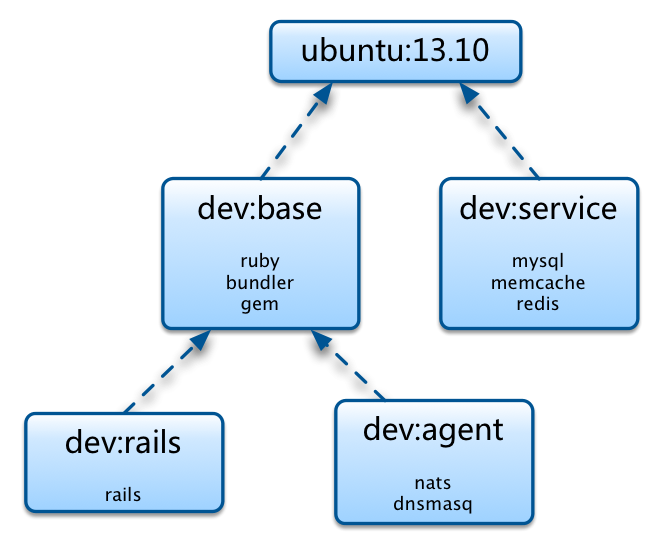 ubuntu:13.10
dev:base
ruby
bundler
gem
dev:service
mysql
memcache
redis
dev:rails
rails
dev:agent
nats
dnsmasq